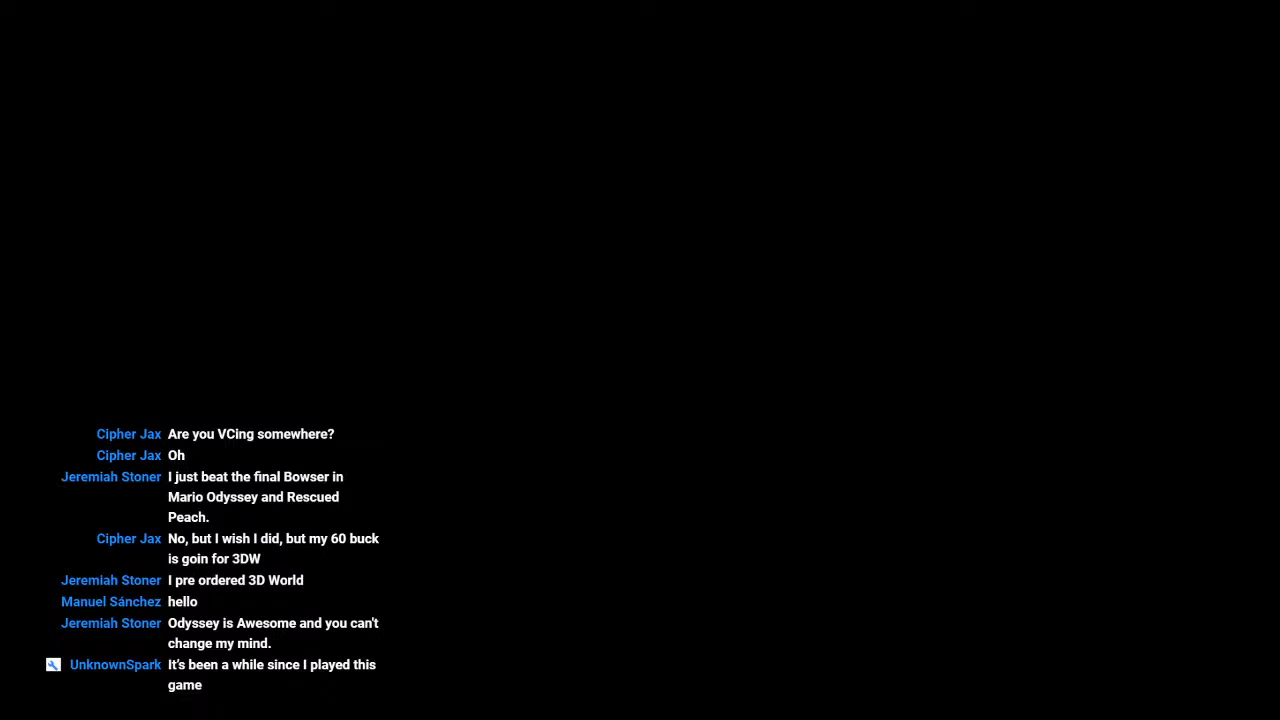 Cipher Jax Are you VCing somewhere?
Cipher Jax Oh
Jeremiah Stoner I just beat the final Bowser in
Mario Odyssey and Rescued
Peach.
Cipher Jax No, but I wish I did, but my 60 buck
is goin for 3DW
Jeremiah Stoner I pre ordered 3D World
Manuel Sánchez hello
Jeremiah Stoner Odyssey is Awesome and you can't
change my mind.
UnknownSpark It’s been a while since I played this
game